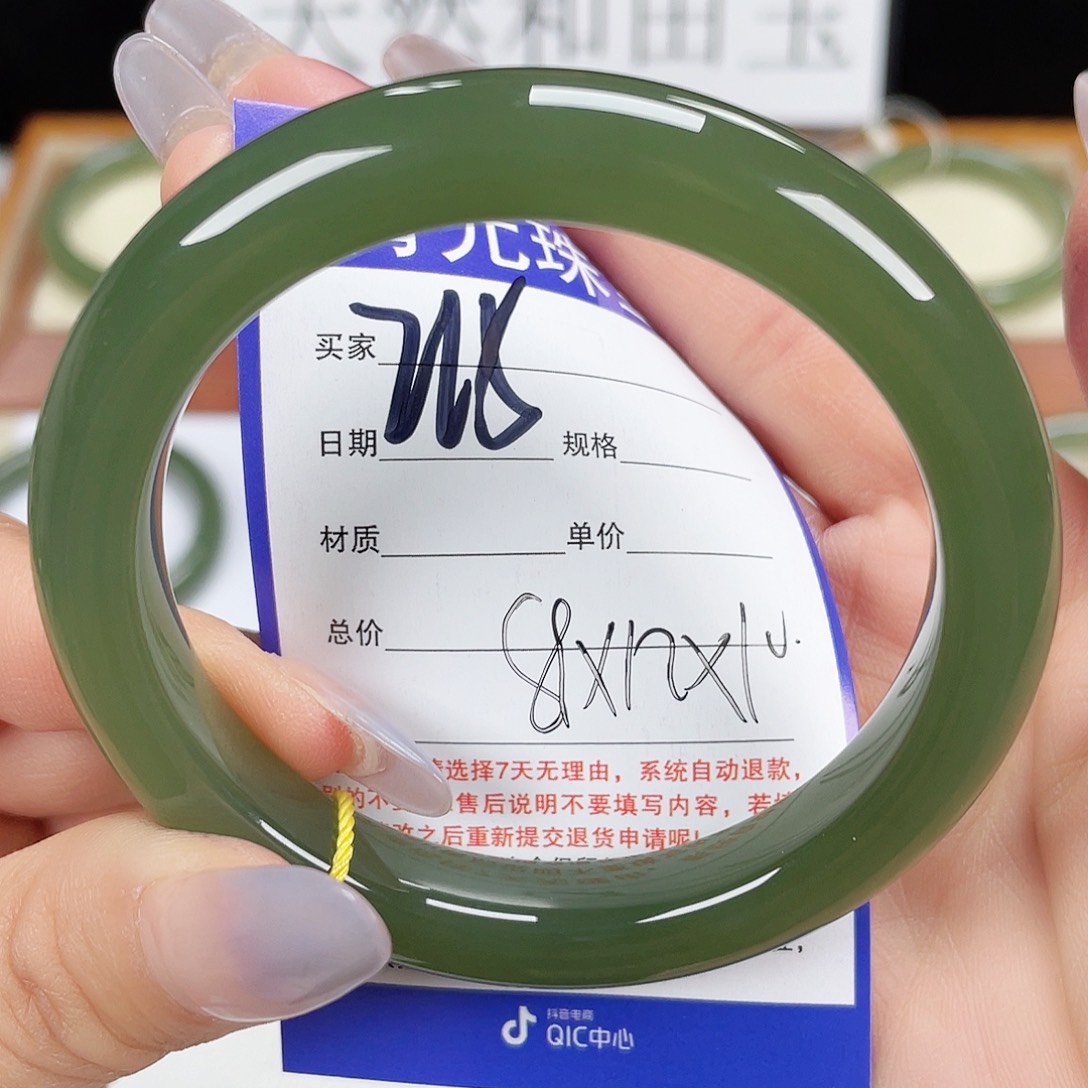 天然和田玉
元珠
买家
日期 规格
材质 单价
总价
58x12x10.
选择7天无理由，系统自动退款，
售后说明不要填写内容，若
改之后重新提交退货申请呢！
抖音电商
QIC中心